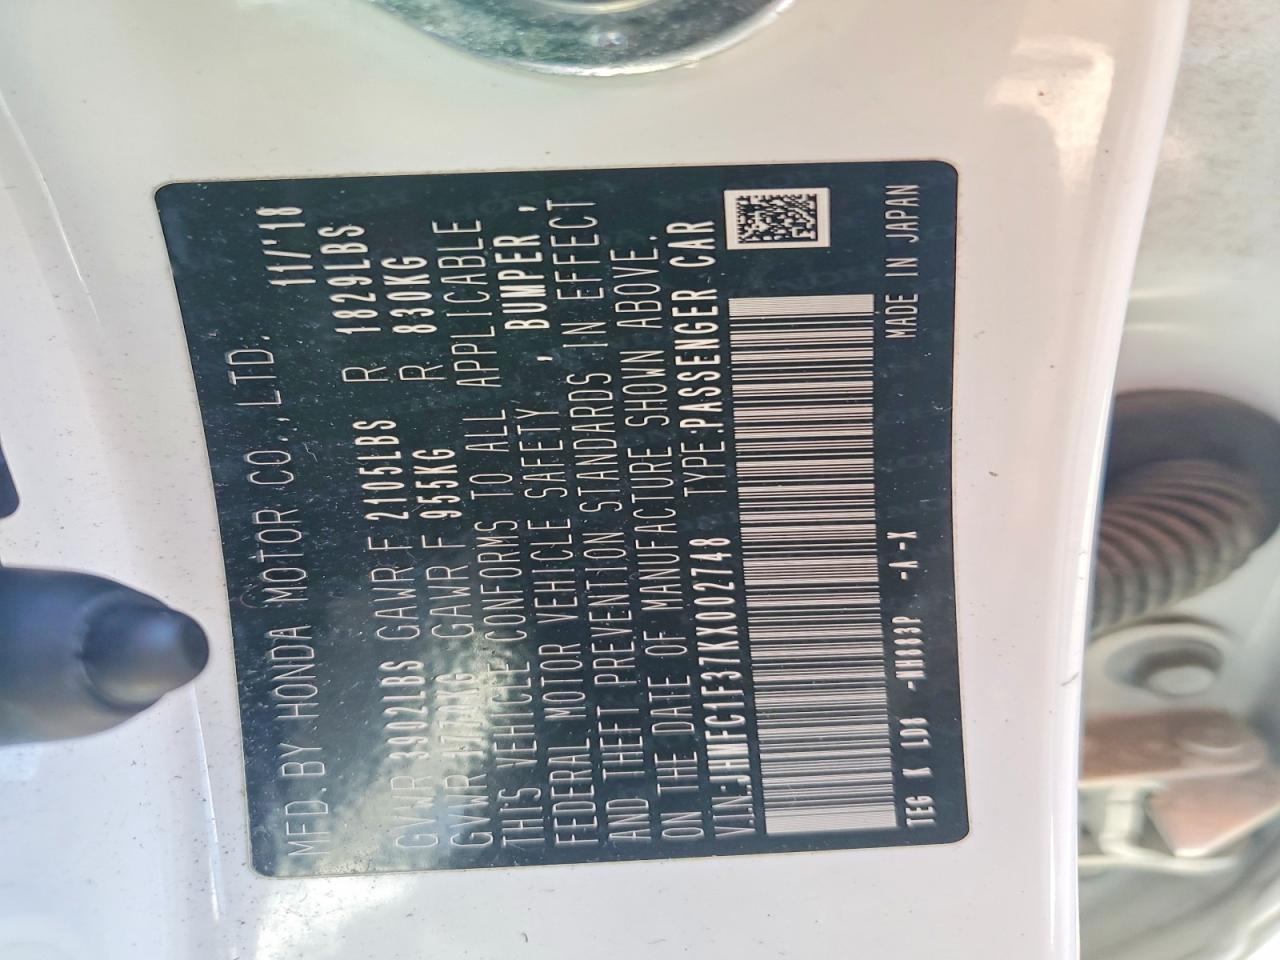 MFD. BY HONDA MOTOR CO., LTD. 11/'18
GVWR 3902LBS GAWR F 2105LBS R 1829LBS
GVWR 1772KG GAWR F 955KG R 830KG
THIS VEHICLE CONFORMS TO ALL APPLICABLE
FEDERAL MOTOR VEHICLE SAFETY , BUMPER ,
AND THEFT PREVENTION STANDARDS IN EFFECT
ON THE DATE OF MANUFACTURE SHOWN ABOVE.
V.I.N.:JHMFC1F37KX002748 TYPE:PASSENGER CAR
TEG K LDB -NH883P -A-X MADE IN JAPAN